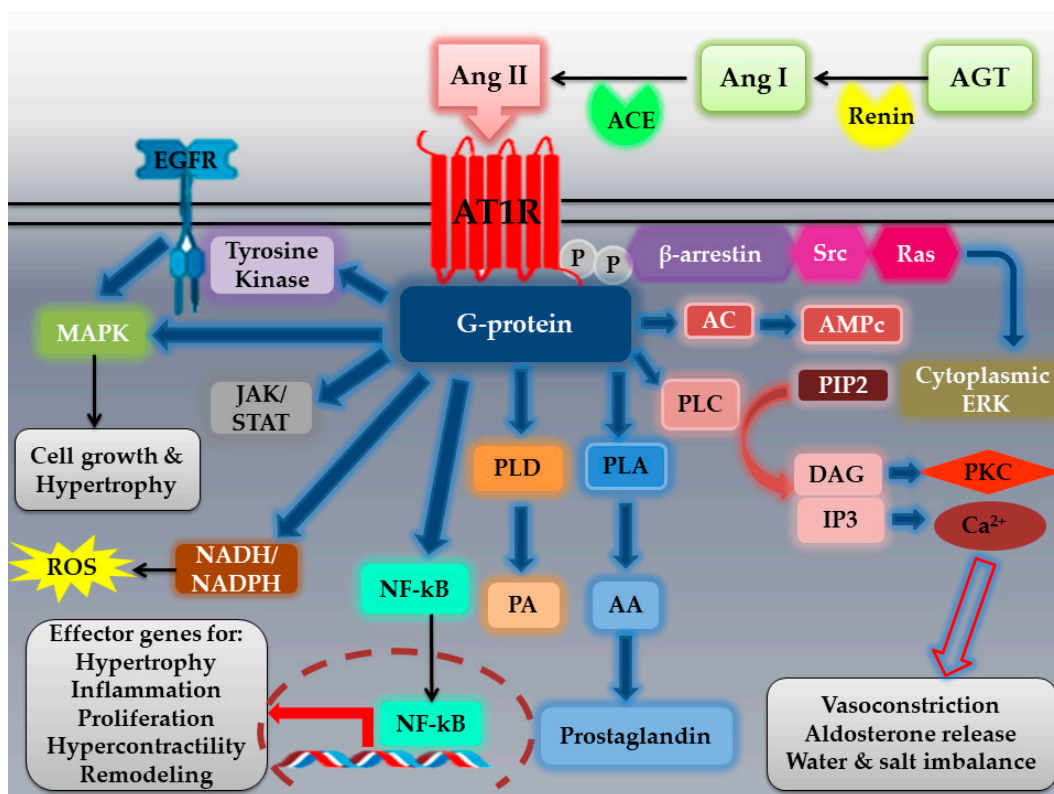 Ang II
Ang I
AGT
ACE
Renin
EGFR
AT1R
Tyrosine
Kinase
P
P
β-arrestin
Src
Ras
MAPK
G-protein
AC
AMPc
JAK/
STAT
PLC
PIP2
Cytoplasmic
ERK
Cell growth &
Hypertrophy
PLD
PLA
DAG
PKC
IP3
Ca²⁺
ROS
NADH/
NADPH
NF-kB
PA
AA
Effector genes for:
Hypertrophy
Inflammation
Proliferation
Hypercontractility
Remodeling
NF-kB
Prostaglandin
Vasoconstriction
Aldosterone release
Water & salt imbalance